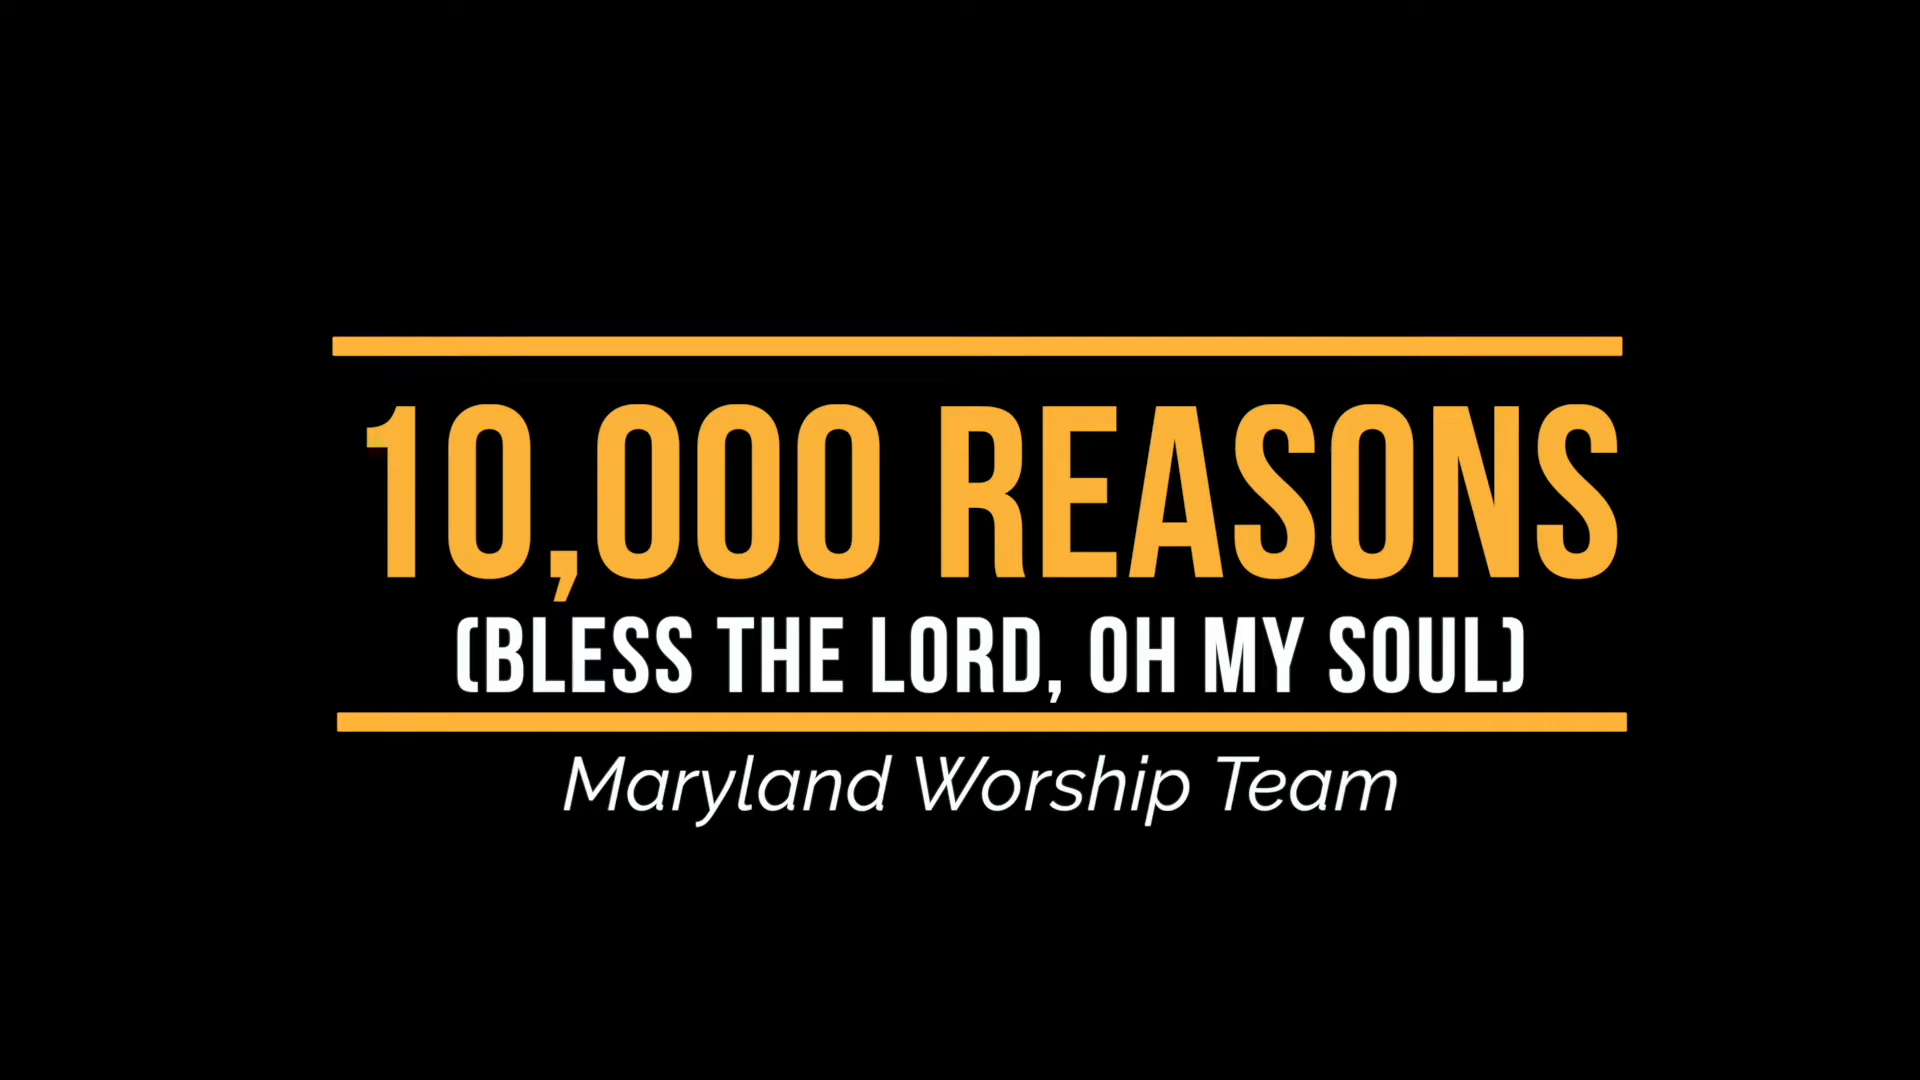 10,000 REASONS
(BLESS THE LORD, OH MY SOUL)
Maryland Worship Team